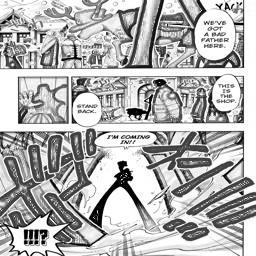 WE'VE
GOT
A BAD
FATHER
HERE.
STAND
BACK.
THIS
IS
THE
SHOP.
I'M COMING
IN!!
!!!?